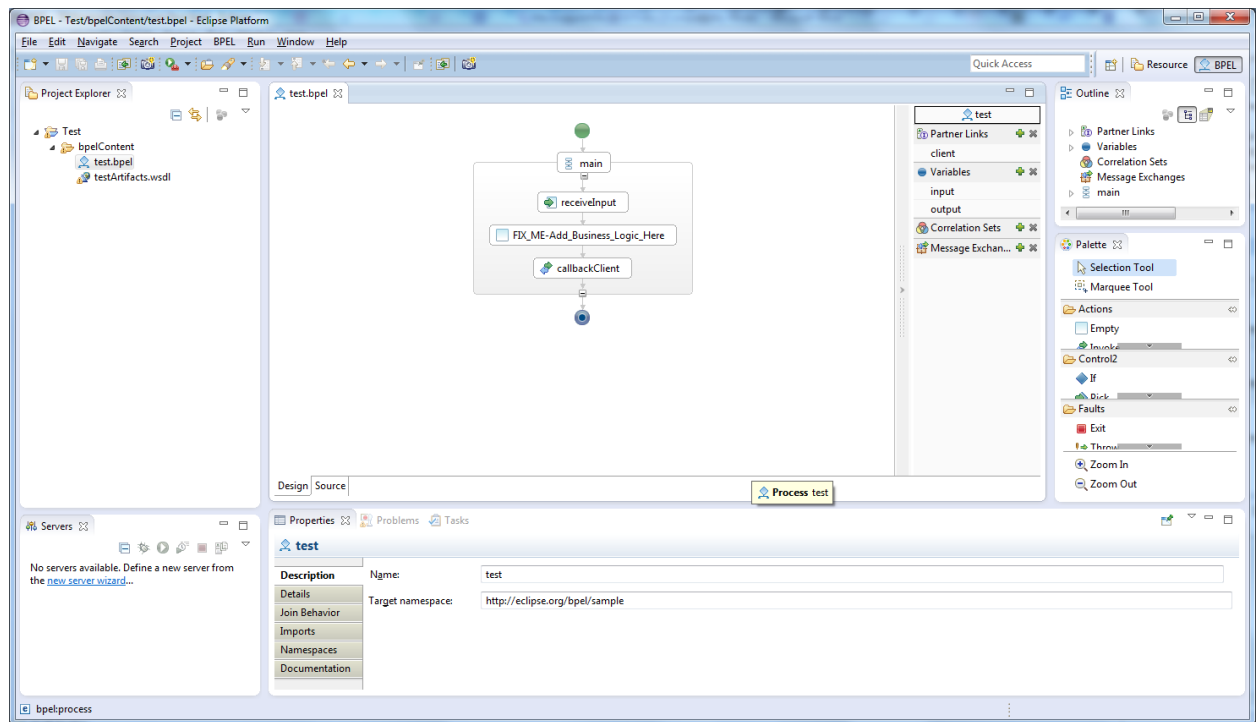 BPEL - Test/bpelContent/test.bpel - Eclipse Platform
File Edit Navigate Search Project BPEL Run Window Help
Quick Access
Resource
BPEL
Project Explorer
Test
bpelContent
test.bpel
testArtifacts.wsdl
test.bpel
main
receiveInput
FIX_ME-Add_Business_Logic_Here
callbackClient
test
Partner Links
client
Variables
input
output
Correlation Sets
Message Exchan...
Design Source
Process test
Outline
Partner Links
Variables
Correlation Sets
Message Exchanges
main
Palette
Selection Tool
Marquee Tool
Actions
Empty
Invoke
Control2
If
Pick
Faults
Exit
Throw
Zoom In
Zoom Out
Servers
No servers available. Define a new server from
the new server wizard...
Properties Problems Tasks
test
Description
Details
Join Behavior
Imports
Namespaces
Documentation
Name: test
Target namespace: http://eclipse.org/bpel/sample
bpel:process